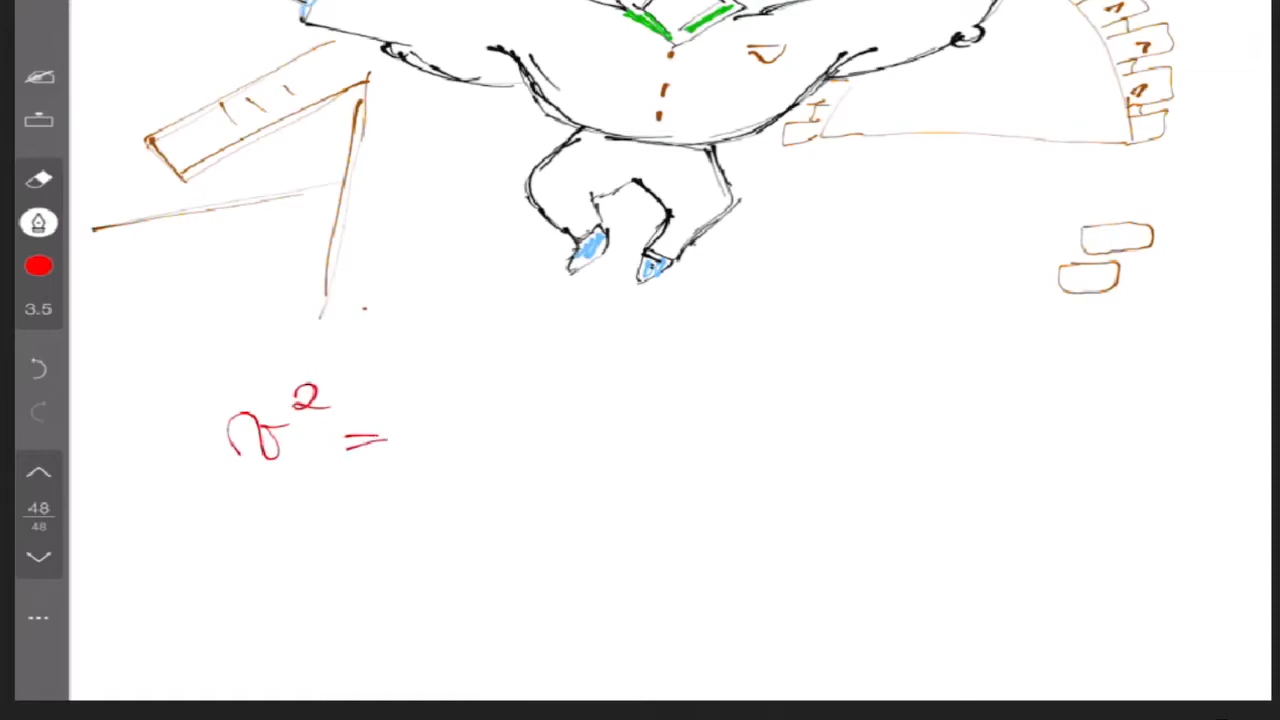 3.5
48
48
v² =